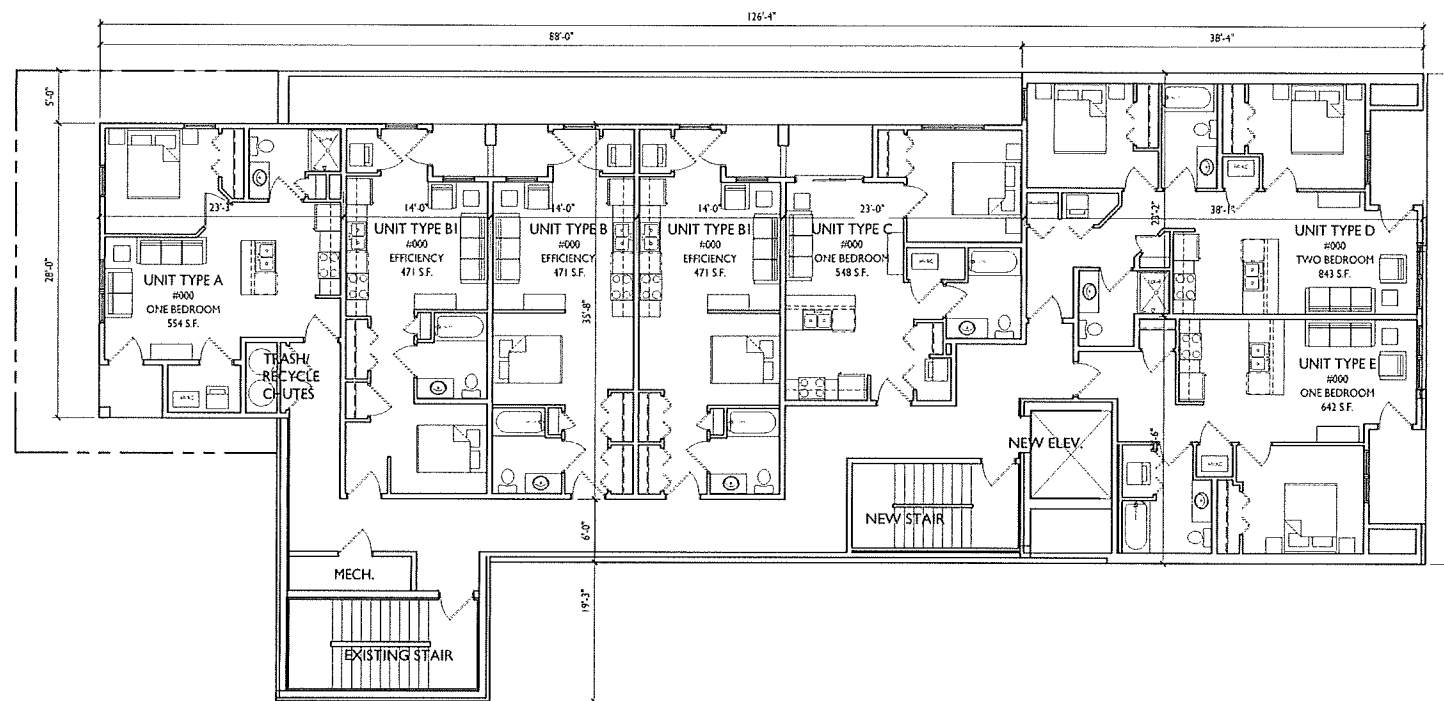 126'-4"
88'-0"
38'-4"
5'-0"
28'-0"
23'-3
14'-0"
14'-0"
14'-0"
23'-0"
23'-2"
UNIT TYPE A
#000
ONE BEDROOM
554 S.F.
UNIT TYPE B1
#000
EFFICIENCY
471 S.F.
UNIT TYPE B
#000
EFFICIENCY
471 S.F.
UNIT TYPE B1
#000
EFFICIENCY
471 S.F.
UNIT TYPE C
#000
ONE BEDROOM
548 S.F.
UNIT TYPE D
#000
TWO BEDROOM
843 S.F.
UNIT TYPE E
#000
ONE BEDROOM
642 S.F.
35'-8"
TRASH/
RECYCLE
CHUTES
NEW ELEV.
NEW STAIR
6'-0"
MECH.
19'-3"
EXISTING STAIR